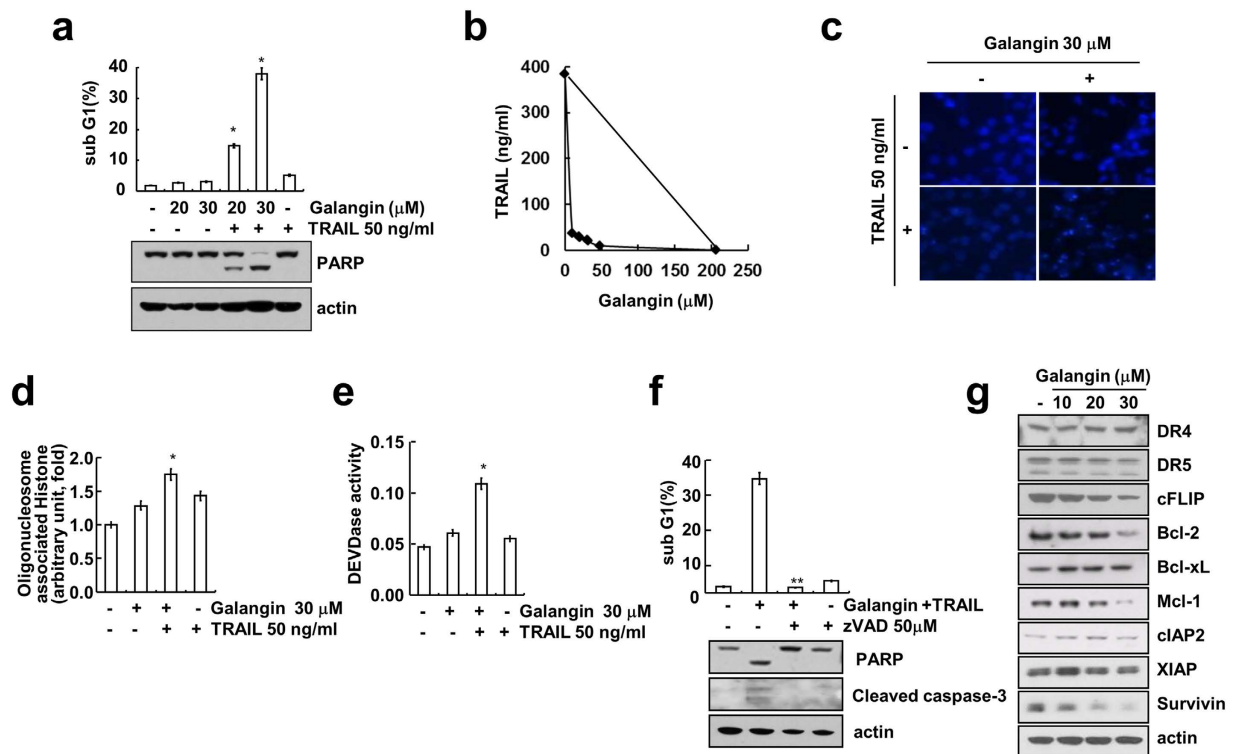 a
sub G1(%)
40
30
20
10
0
- 20 30 20 30 - Galangin (μM)
- - - + + + TRAIL 50 ng/ml
PARP
actin
*
*
b
TRAIL (ng/ml)
400
300
200
100
0
0 50 100 150 200 250
Galangin (μM)
c
Galangin 30 μM
- +
TRAIL 50 ng/ml
-
+
d
Oligonucleosome
associated Histone
(arbitrary unit, fold)
2.0
1.5
1.0
0.5
0.0
*
- + + - Galangin 30 μM
- - + + TRAIL 50 ng/ml
e
DEVDase activity
0.15
0.10
0.05
0.00
*
- + + - Galangin 30 μM
- - + + TRAIL 50 ng/ml
f
sub G1(%)
40
30
20
10
0
**
- + + - Galangin +TRAIL
- - + + zVAD 50μM
PARP
Cleaved caspase-3
actin
g
Galangin (μM)
- 10 20 30
DR4
DR5
cFLIP
Bcl-2
Bcl-xL
Mcl-1
cIAP2
XIAP
Survivin
actin